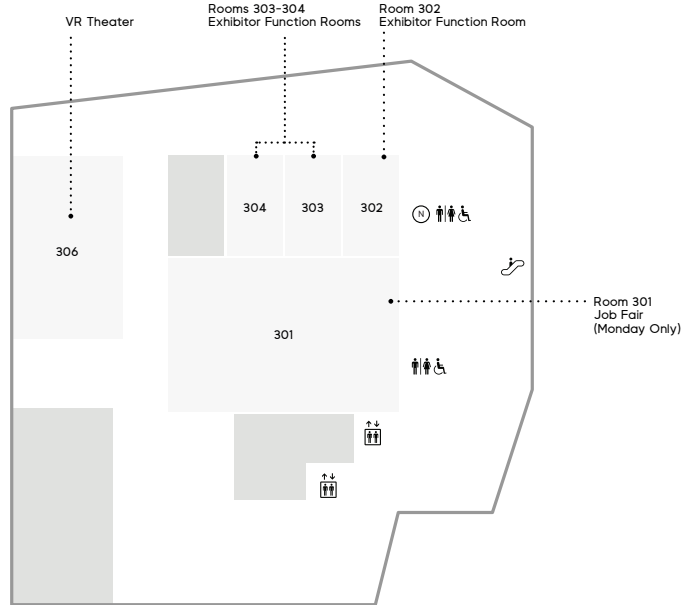 VR Theater
Rooms 303-304
Exhibitor Function Rooms
Room 302
Exhibitor Function Room
304
303
302
N
306
301
Room 301
Job Fair
(Monday Only)